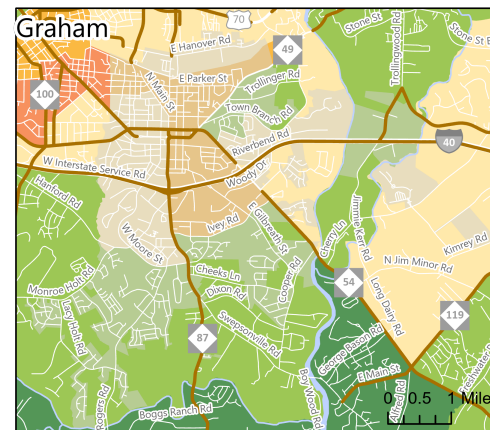 Graham
70
Stone St
Stone St E
Trollingwood Rd
E Hanover Rd
49
E Parker St
Trollinger Rd
N Main St
100
Town Branch Rd
Riverbend Rd
40
W Interstate Service Rd
Woody Dr
Hanford Rd
Ivey Rd
E Gilbreath St
Cherry Ln
Jimmie Kerr Rd
W Moore St
Kimrey Rd
N Jim Minor Rd
Cheeks Ln
Cooper Rd
54
Monroe Holt Rd
Dixon Rd
Long Dairy Rd
Lacy Holt Rd
Swepsonville Rd
119
87
George Bason Rd
E Main St
Freshwater
Boy Wood Rd
Alfred Rd
Rogers Rd
Boggs Ranch Rd
0 0.5 1 Mile